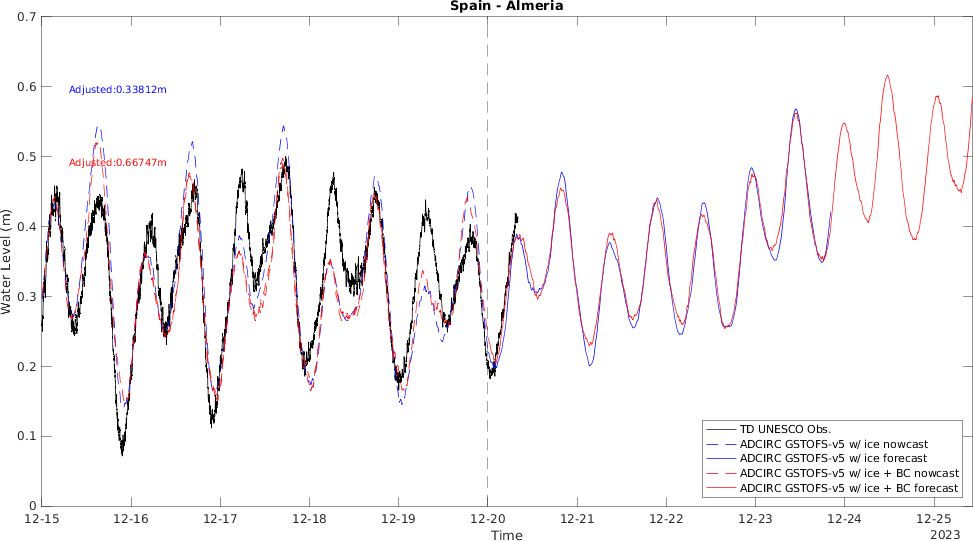 Spain - Almeria
0.7
0.6
0.5
0.4
0.3
0.2
0.1
0
Water Level (m)
Adjusted:0.33812m
Adjusted:0.66747m
TD UNESCO Obs.
ADCIRC GSTOFS-v5 w/ ice nowcast
ADCIRC GSTOFS-v5 w/ ice forecast
ADCIRC GSTOFS-v5 w/ ice + BC nowcast
ADCIRC GSTOFS-v5 w/ ice + BC forecast
12-15 12-16 12-17 12-18 12-19 12-20 12-21 12-22 12-23 12-24 12-25
Time
2023